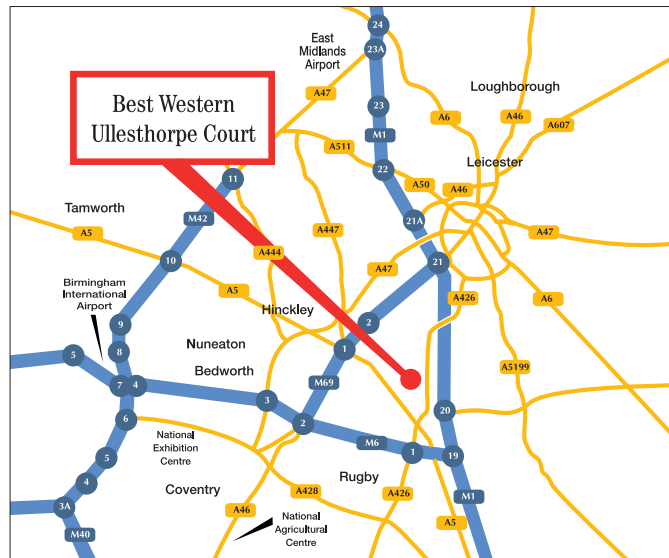 24
East
Midlands
Airport
23A
Loughborough
A47
23
A6
A46
A607
Best Western
Ullesthorpe Court
M1
A511
Leicester
22
11
A50
A46
Tamworth
M42
21A
A447
A47
A5
A444
A47
10
21
Birmingham
International
Airport
A5
A426
A6
Hinckley
9
2
8
Nuneaton
1
5
Bedworth
A5199
7
4
M69
3
20
6
2
National
Exhibition
Centre
M6
1
19
5
Rugby
4
Coventry
A428
A426
M1
3A
A46
National
Agricultural
Centre
A5
M40